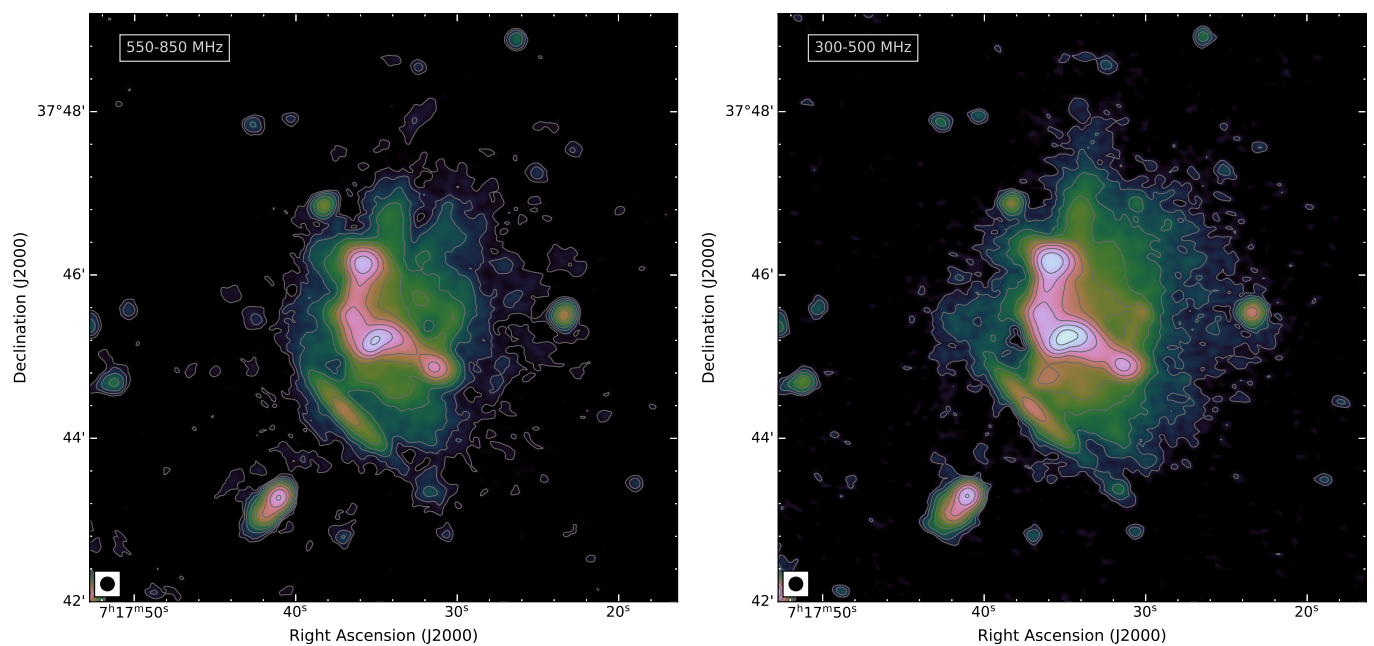 550-850 MHz
37°48'
46'
44'
42'
7ʰ17ᵐ50ˢ
40ˢ
30ˢ
20ˢ
Right Ascension (J2000)
Declination (J2000)
300-500 MHz
37°48'
46'
44'
42'
7ʰ17ᵐ50ˢ
40ˢ
30ˢ
20ˢ
Right Ascension (J2000)
Declination (J2000)